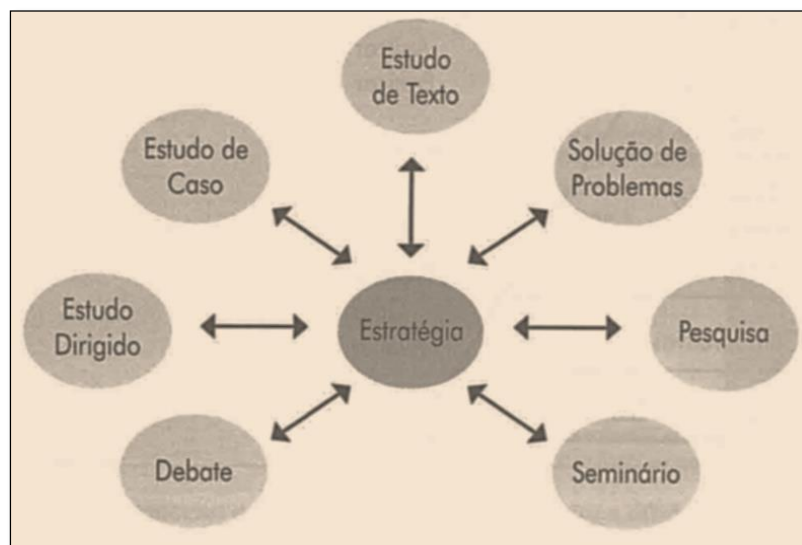 Estudo
de Texto
Estudo de
Caso
Solução de
Problemas
Estudo
Dirigido
Estratégia
Pesquisa
Debate
Seminário